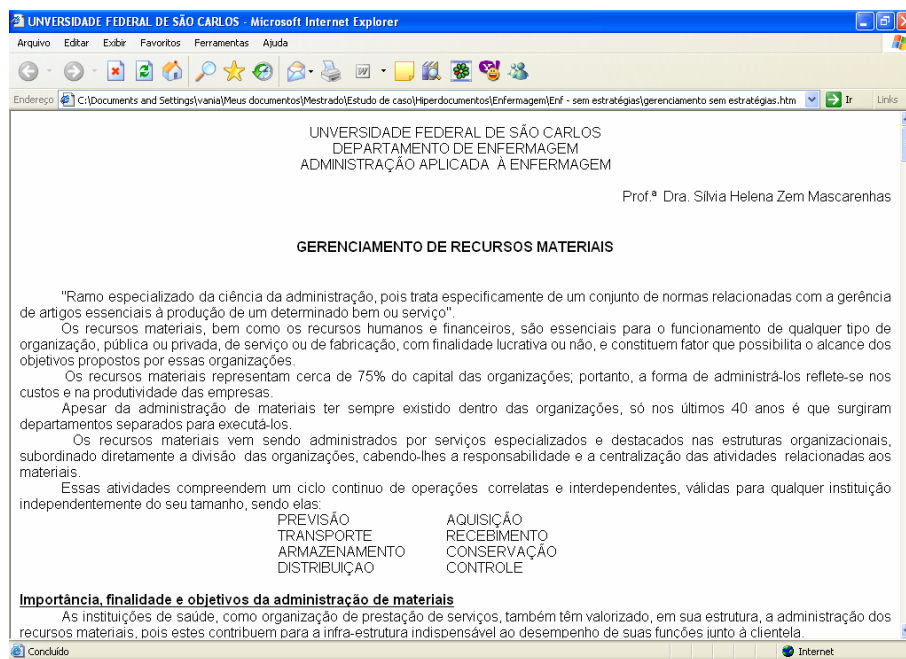 UNVERSIDADE FEDERAL DE SÃO CARLOS - Microsoft Internet Explorer
Arquivo Editar Exibir Favoritos Ferramentas Ajuda
Endereço C:\Documents and Settings\vania\Meus documentos\Mestrado\Estudo de caso\Hiperdocumentos\Enfermagem\Enf - sem estratégias\gerenciamento sem estratégias.htm Ir Links
UNVERSIDADE FEDERAL DE SÃO CARLOS
DEPARTAMENTO DE ENFERMAGEM
ADMINISTRAÇÃO APLICADA À ENFERMAGEM
Prof.ª Dra. Sílvia Helena Zem Mascarenhas
GERENCIAMENTO DE RECURSOS MATERIAIS
"Ramo especializado da ciência da administração, pois trata especificamente de um conjunto de normas relacionadas com a gerência
de artigos essenciais à produção de um determinado bem ou serviço".
Os recursos materiais, bem como os recursos humanos e financeiros, são essenciais para o funcionamento de qualquer tipo de
organização, pública ou privada, de serviço ou de fabricação, com finalidade lucrativa ou não, e constituem fator que possibilita o alcance dos
objetivos propostos por essas organizações.
Os recursos materiais representam cerca de 75% do capital das organizações; portanto, a forma de administrá-los reflete-se nos
custos e na produtividade das empresas.
Apesar da administração de materiais ter sempre existido dentro das organizações, só nos últimos 40 anos é que surgiram
departamentos separados para executá-los.
Os recursos materiais vem sendo administrados por serviços especializados e destacados nas estruturas organizacionais,
subordinado diretamente a divisão das organizações, cabendo-lhes a responsabilidade e a centralização das atividades relacionadas aos
materiais.
Essas atividades compreendem um ciclo continuo de operações correlatas e interdependentes, válidas para qualquer instituição
independentemente do seu tamanho, sendo elas:
PREVISÃO AQUISIÇÃO
TRANSPORTE RECEBIMENTO
ARMAZENAMENTO CONSERVAÇÃO
DISTRIBUIÇAO CONTROLE
Importância, finalidade e objetivos da administração de materiais
As instituições de saúde, como organização de prestação de serviços, também têm valorizado, em sua estrutura, a administração dos
recursos materiais, pois estes contribuem para a infra-estrutura indispensável ao desempenho de suas funções junto à clientela.
Concluído Internet